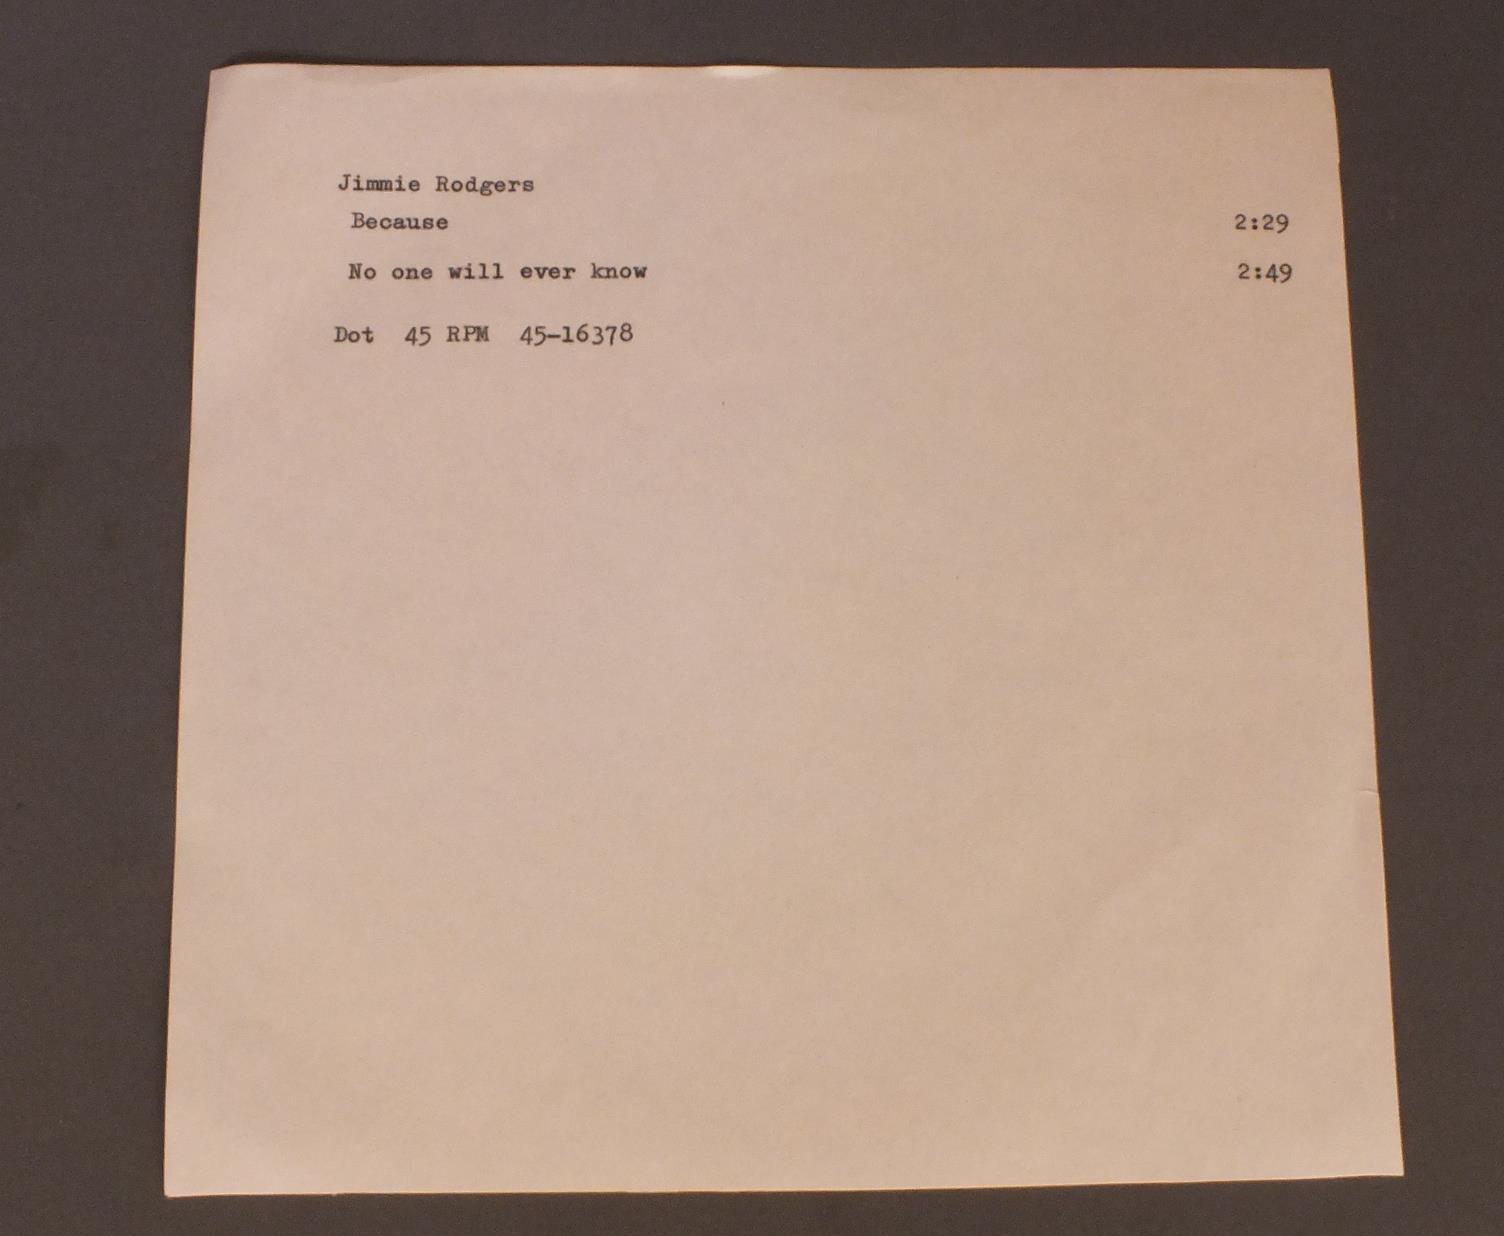 Jimmie Rodgers
Because 2:29
No one will ever know 2:49
Dot 45 RPM 45-16378